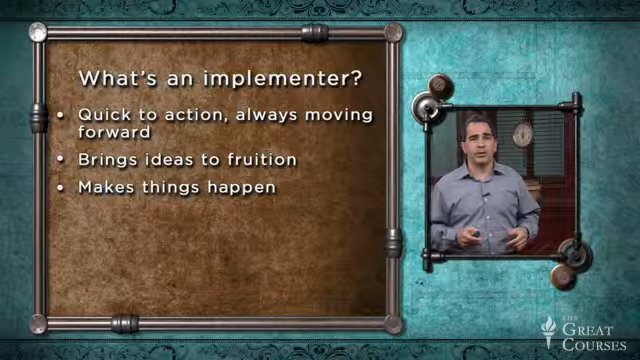 What's an implementer?
• Quick to action, always moving
forward
• Brings ideas to fruition
• Makes things happen
THE
GREAT
COURSES